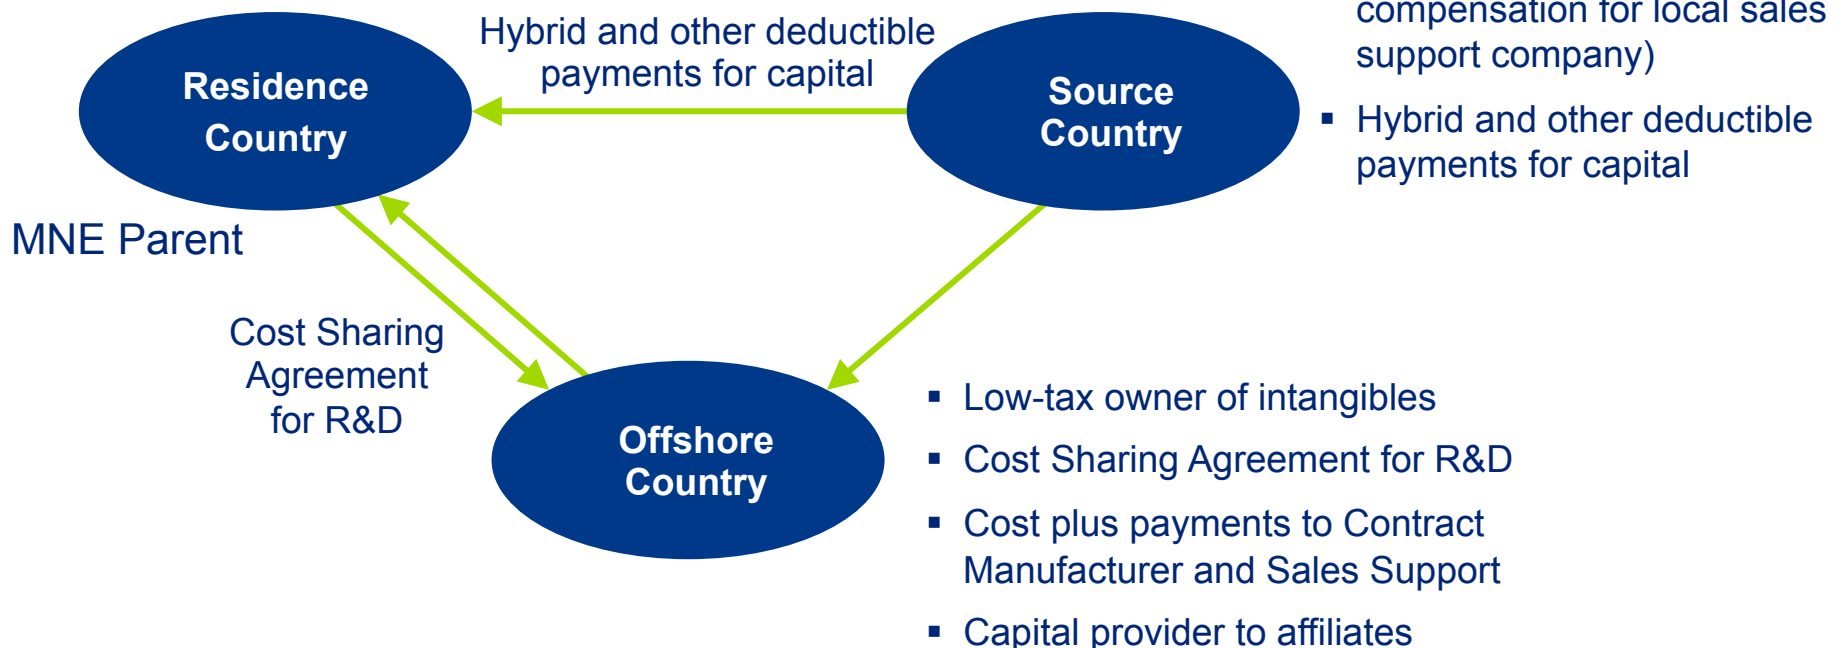 Hybrid and other deductible
payments for capital
Residence
Country
Source
Country
compensation for local sales
support company)
▪ Hybrid and other deductible
payments for capital
MNE Parent
Cost Sharing
Agreement
for R&D
Offshore
Country
▪ Low-tax owner of intangibles
▪ Cost Sharing Agreement for R&D
▪ Cost plus payments to Contract
Manufacturer and Sales Support
▪ Capital provider to affiliates